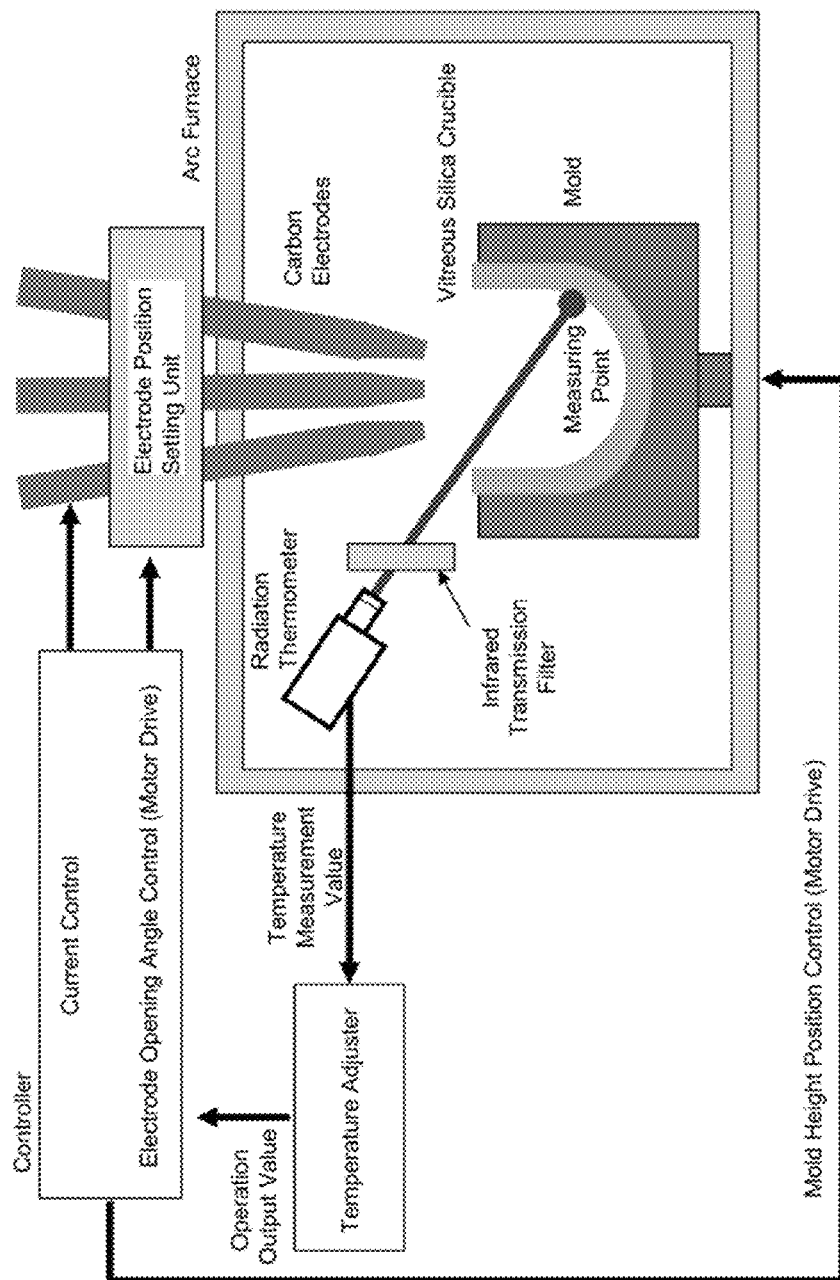 Controller
Current Control
Electrode Opening Angle Control (Motor Drive)
Operation
Output Value
Temperature Adjuster
Temperature
Measurement
Value
Electrode Position
Setting Unit
Arc Furnace
Carbon
Electrodes
Radiation
Thermometer
Infrared
Transmission
Filter
Vitreous Silica Crucible
Mold
Measuring
Point
Mold Height Position Control (Motor Drive)